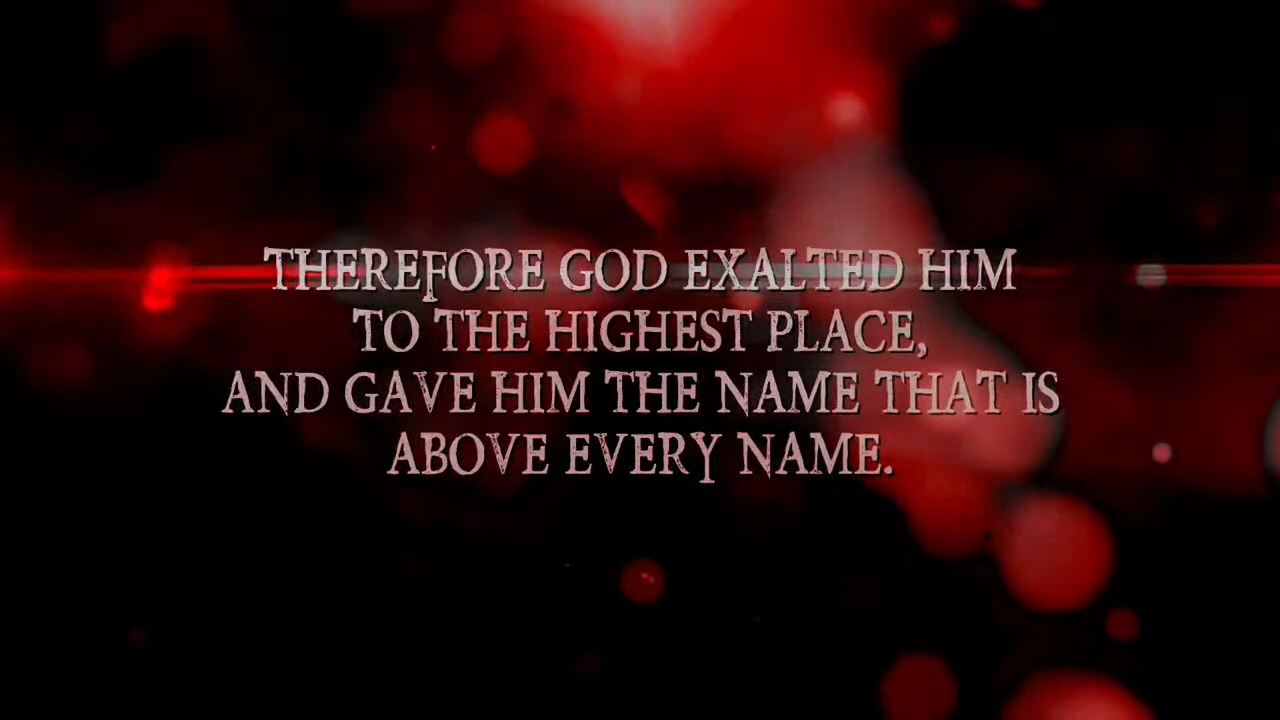 THEREFORE GOD EXALTED HIM
TO THE HIGHEST PLACE,
AND GAVE HIM THE NAME THAT IS
ABOVE EVERY NAME.